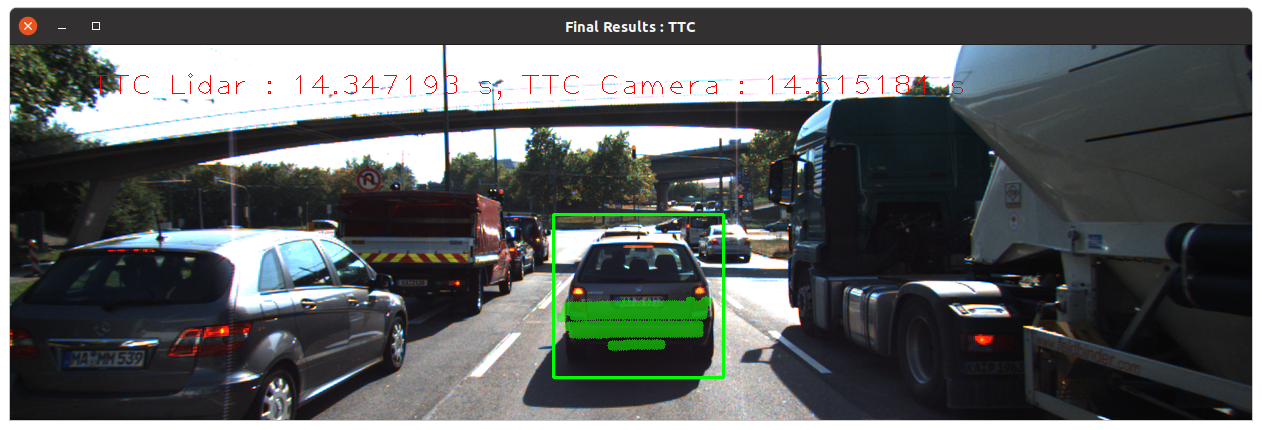 Final Results : TTC
TTC Lidar : 14.347193 s, TTC Camera : 14.515181 s
MA MM 539